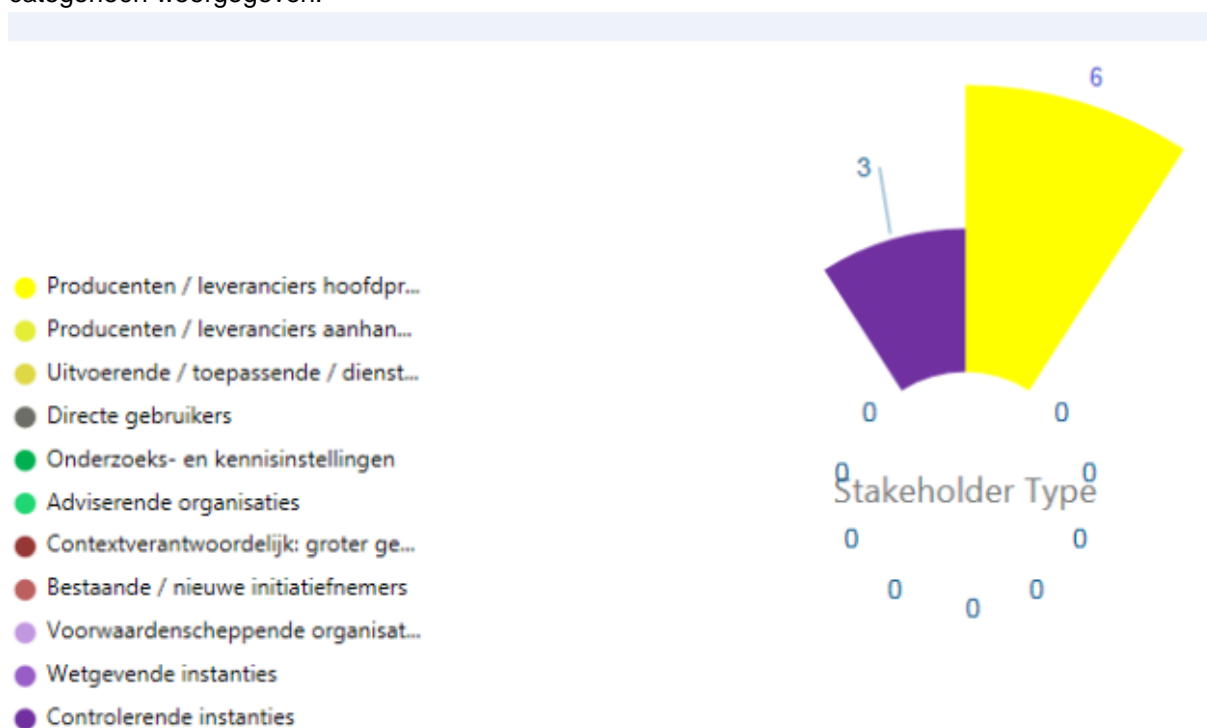 categorieën weergegeven.
6
3
Producenten / leveranciers hoofdpr...
Producenten / leveranciers aanhan...
Uitvoerende / toepassende / dienst...
Directe gebruikers
Onderzoeks- en kennisinstellingen
Adviserende organisaties
Contextverantwoordelijk: groter ge...
Bestaande / nieuwe initiatiefnemers
Voorwaardenscheppende organisat...
Wetgevende instanties
Controlerende instanties
0 0
0 0
Stakeholder Type
0 0
0 0
0